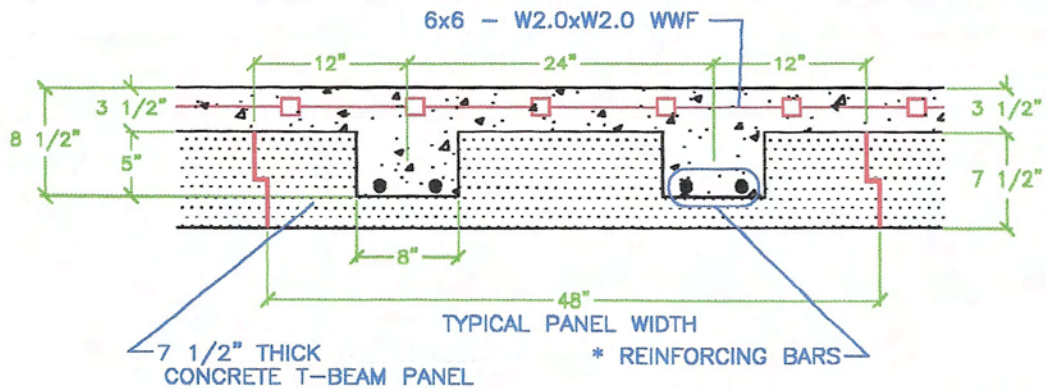 6x6 - W2.0xW2.0 WWF
12"
24"
12"
3 1/2"
3 1/2"
8 1/2"
5"
7 1/2"
8"
48"
TYPICAL PANEL WIDTH
7 1/2" THICK
CONCRETE T-BEAM PANEL
* REINFORCING BARS